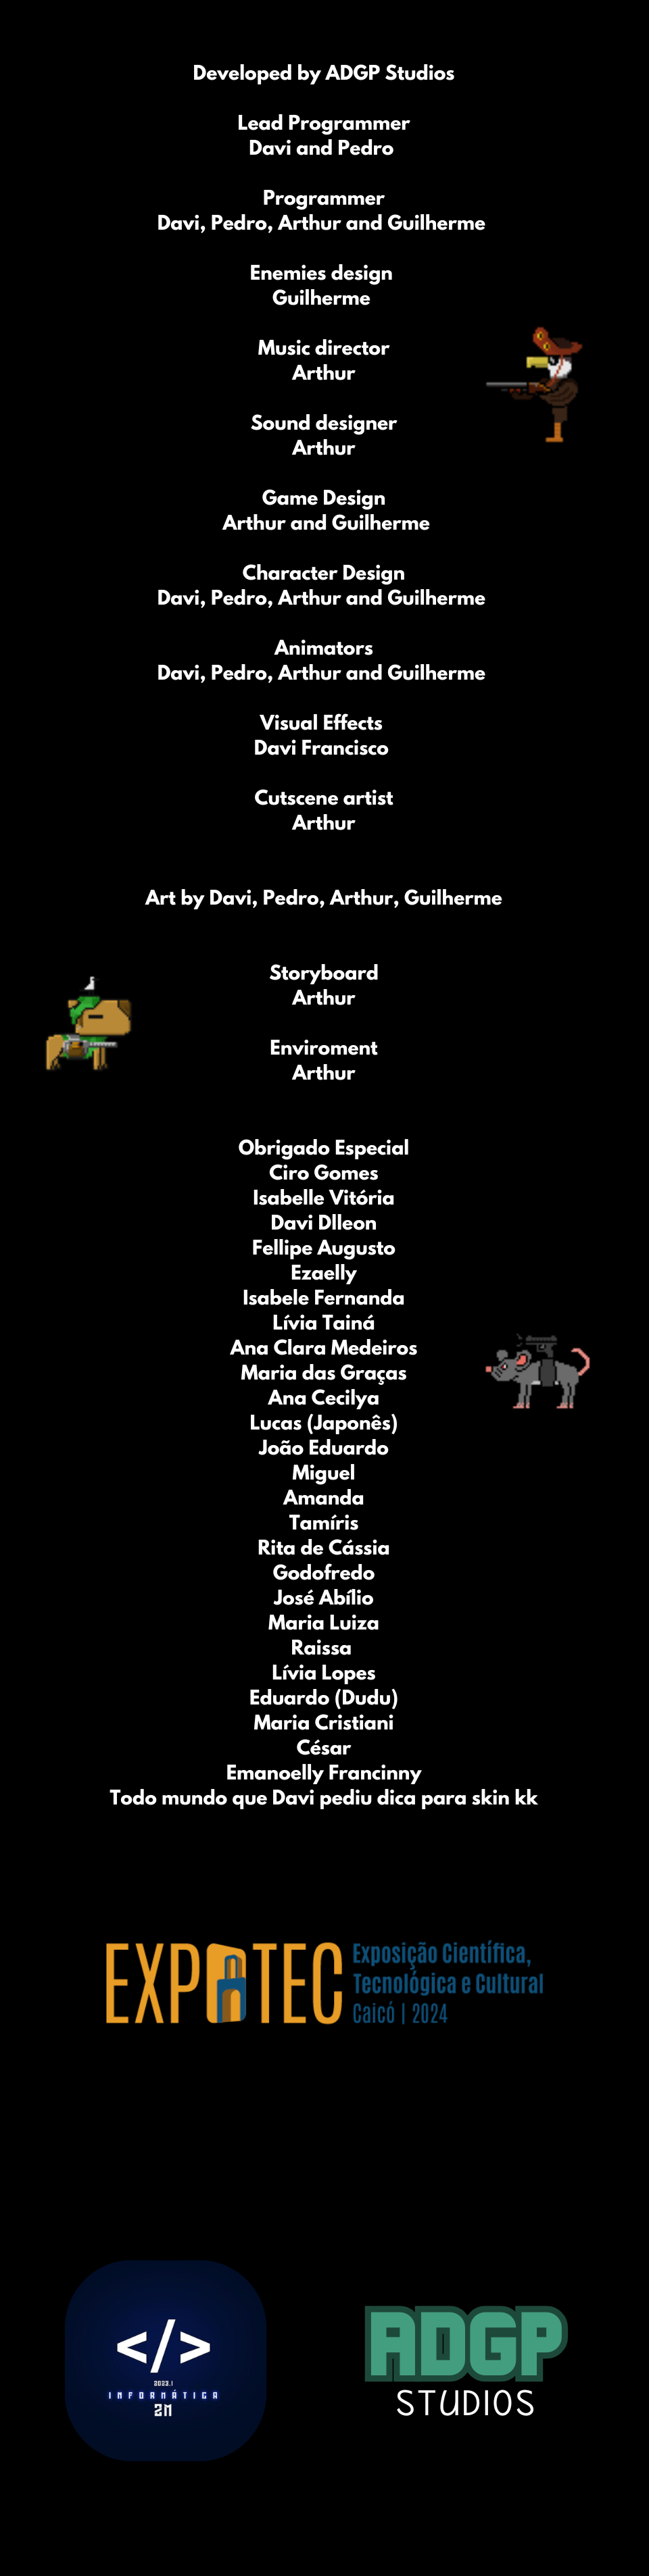 Developed by ADGP Studios
Lead Programmer
Davi and Pedro
Programmer
Davi, Pedro, Arthur and Guilherme
Enemies design
Guilherme
Music director
Arthur
Sound designer
Arthur
Game Design
Arthur and Guilherme
Character Design
Davi, Pedro, Arthur and Guilherme
Animators
Davi, Pedro, Arthur and Guilherme
Visual Effects
Davi Francisco
Cutscene artist
Arthur
Art by Davi, Pedro, Arthur, Guilherme
Storyboard
Arthur
Enviroment
Arthur
Obrigado Especial
Ciro Gomes
Isabelle Vitória
Davi Dlleon
Fellipe Augusto
Ezaelly
Isabele Fernanda
Lívia Tainá
Ana Clara Medeiros
Maria das Graças
Ana Cecilya
Lucas (Japonês)
João Eduardo
Miguel
Amanda
Tamíris
Rita de Cássia
Godofredo
José Abílio
Maria Luiza
Raissa
Lívia Lopes
Eduardo (Dudu)
Maria Cristiani
César
Emanoelly Francinny
Todo mundo que Davi pediu dica para skin kk
EXPOTEC
Exposição Científica,
Tecnológica e Cultural
Caicó | 2024
</>
2023.1
INFORMÁTICA
2M
ADGP
STUDIOS